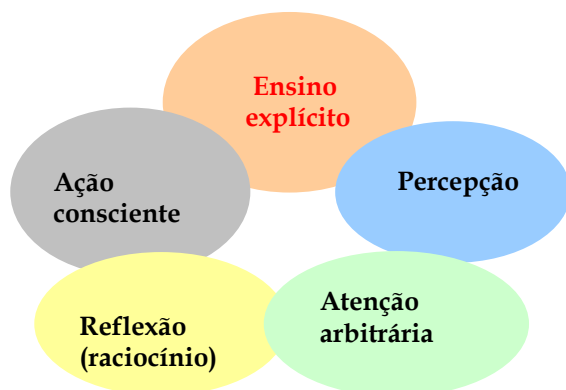 Ensino
explícito
Ação
consciente
Percepção
Reflexão
(raciocínio)
Atenção
arbitrária